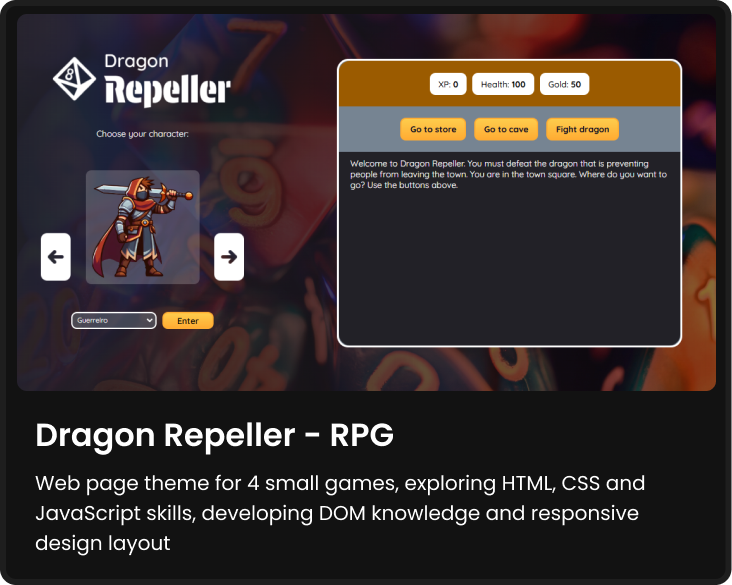 8
Dragon
Repeller
Choose your character:
Guerreiro
Enter
XP: 0
Health: 100
Gold: 50
Go to store
Go to cave
Fight dragon
Welcome to Dragon Repeller. You must defeat the dragon that is preventing
people from leaving the town. You are in the town square. Where do you want
to go? Use the buttons above.
Dragon Repeller - RPG
Web page theme for 4 small games, exploring HTML, CSS and
JavaScript skills, developing DOM knowledge and responsive
design layout